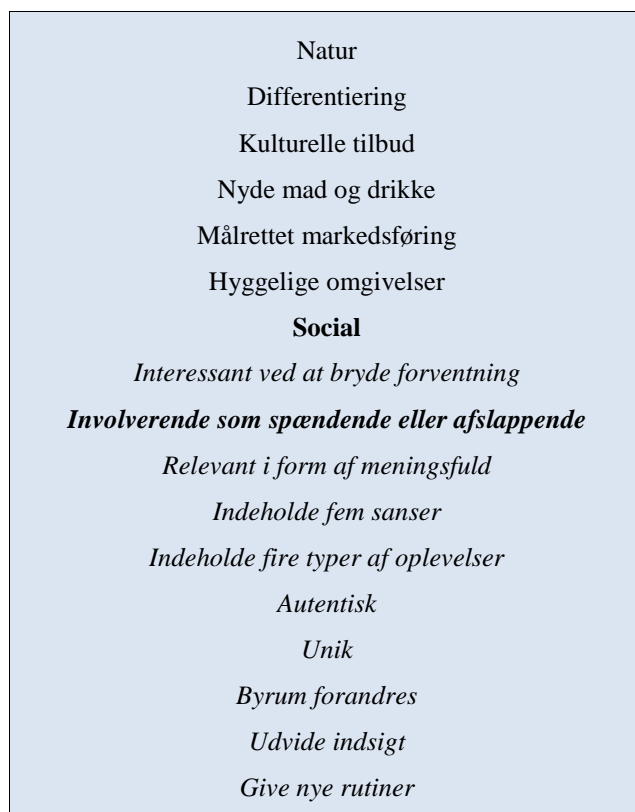 Natur
Differentiering
Kulturelle tilbud
Nyde mad og drikke
Målrettet markedsføring
Hyggelige omgivelser
Social
Interessant ved at bryde forventning
Involverende som spændende eller afslappende
Relevant i form af meningsfuld
Indeholde fem sanser
Indeholde fire typer af oplevelser
Autentisk
Unik
Byrum forandres
Udvide indsigt
Give nye rutiner